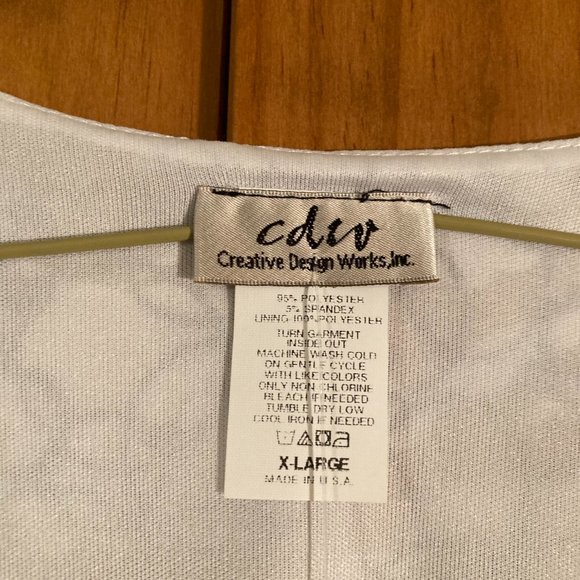 cdw
Creative Design Works, Inc.
95% POLYESTER
5% SPANDEX
LINING 100% POLYESTER
TURN GARMENT
INSIDE OUT
MACHINE WASH COLD
ON GENTLE CYCLE
WITH LIKE COLORS
ONLY NON CHLORINE
BLEACH IF NEEDED
TUMBLE DRY LOW
COOL IRON IF NEEDED
X-LARGE
MADE IN U.S.A.